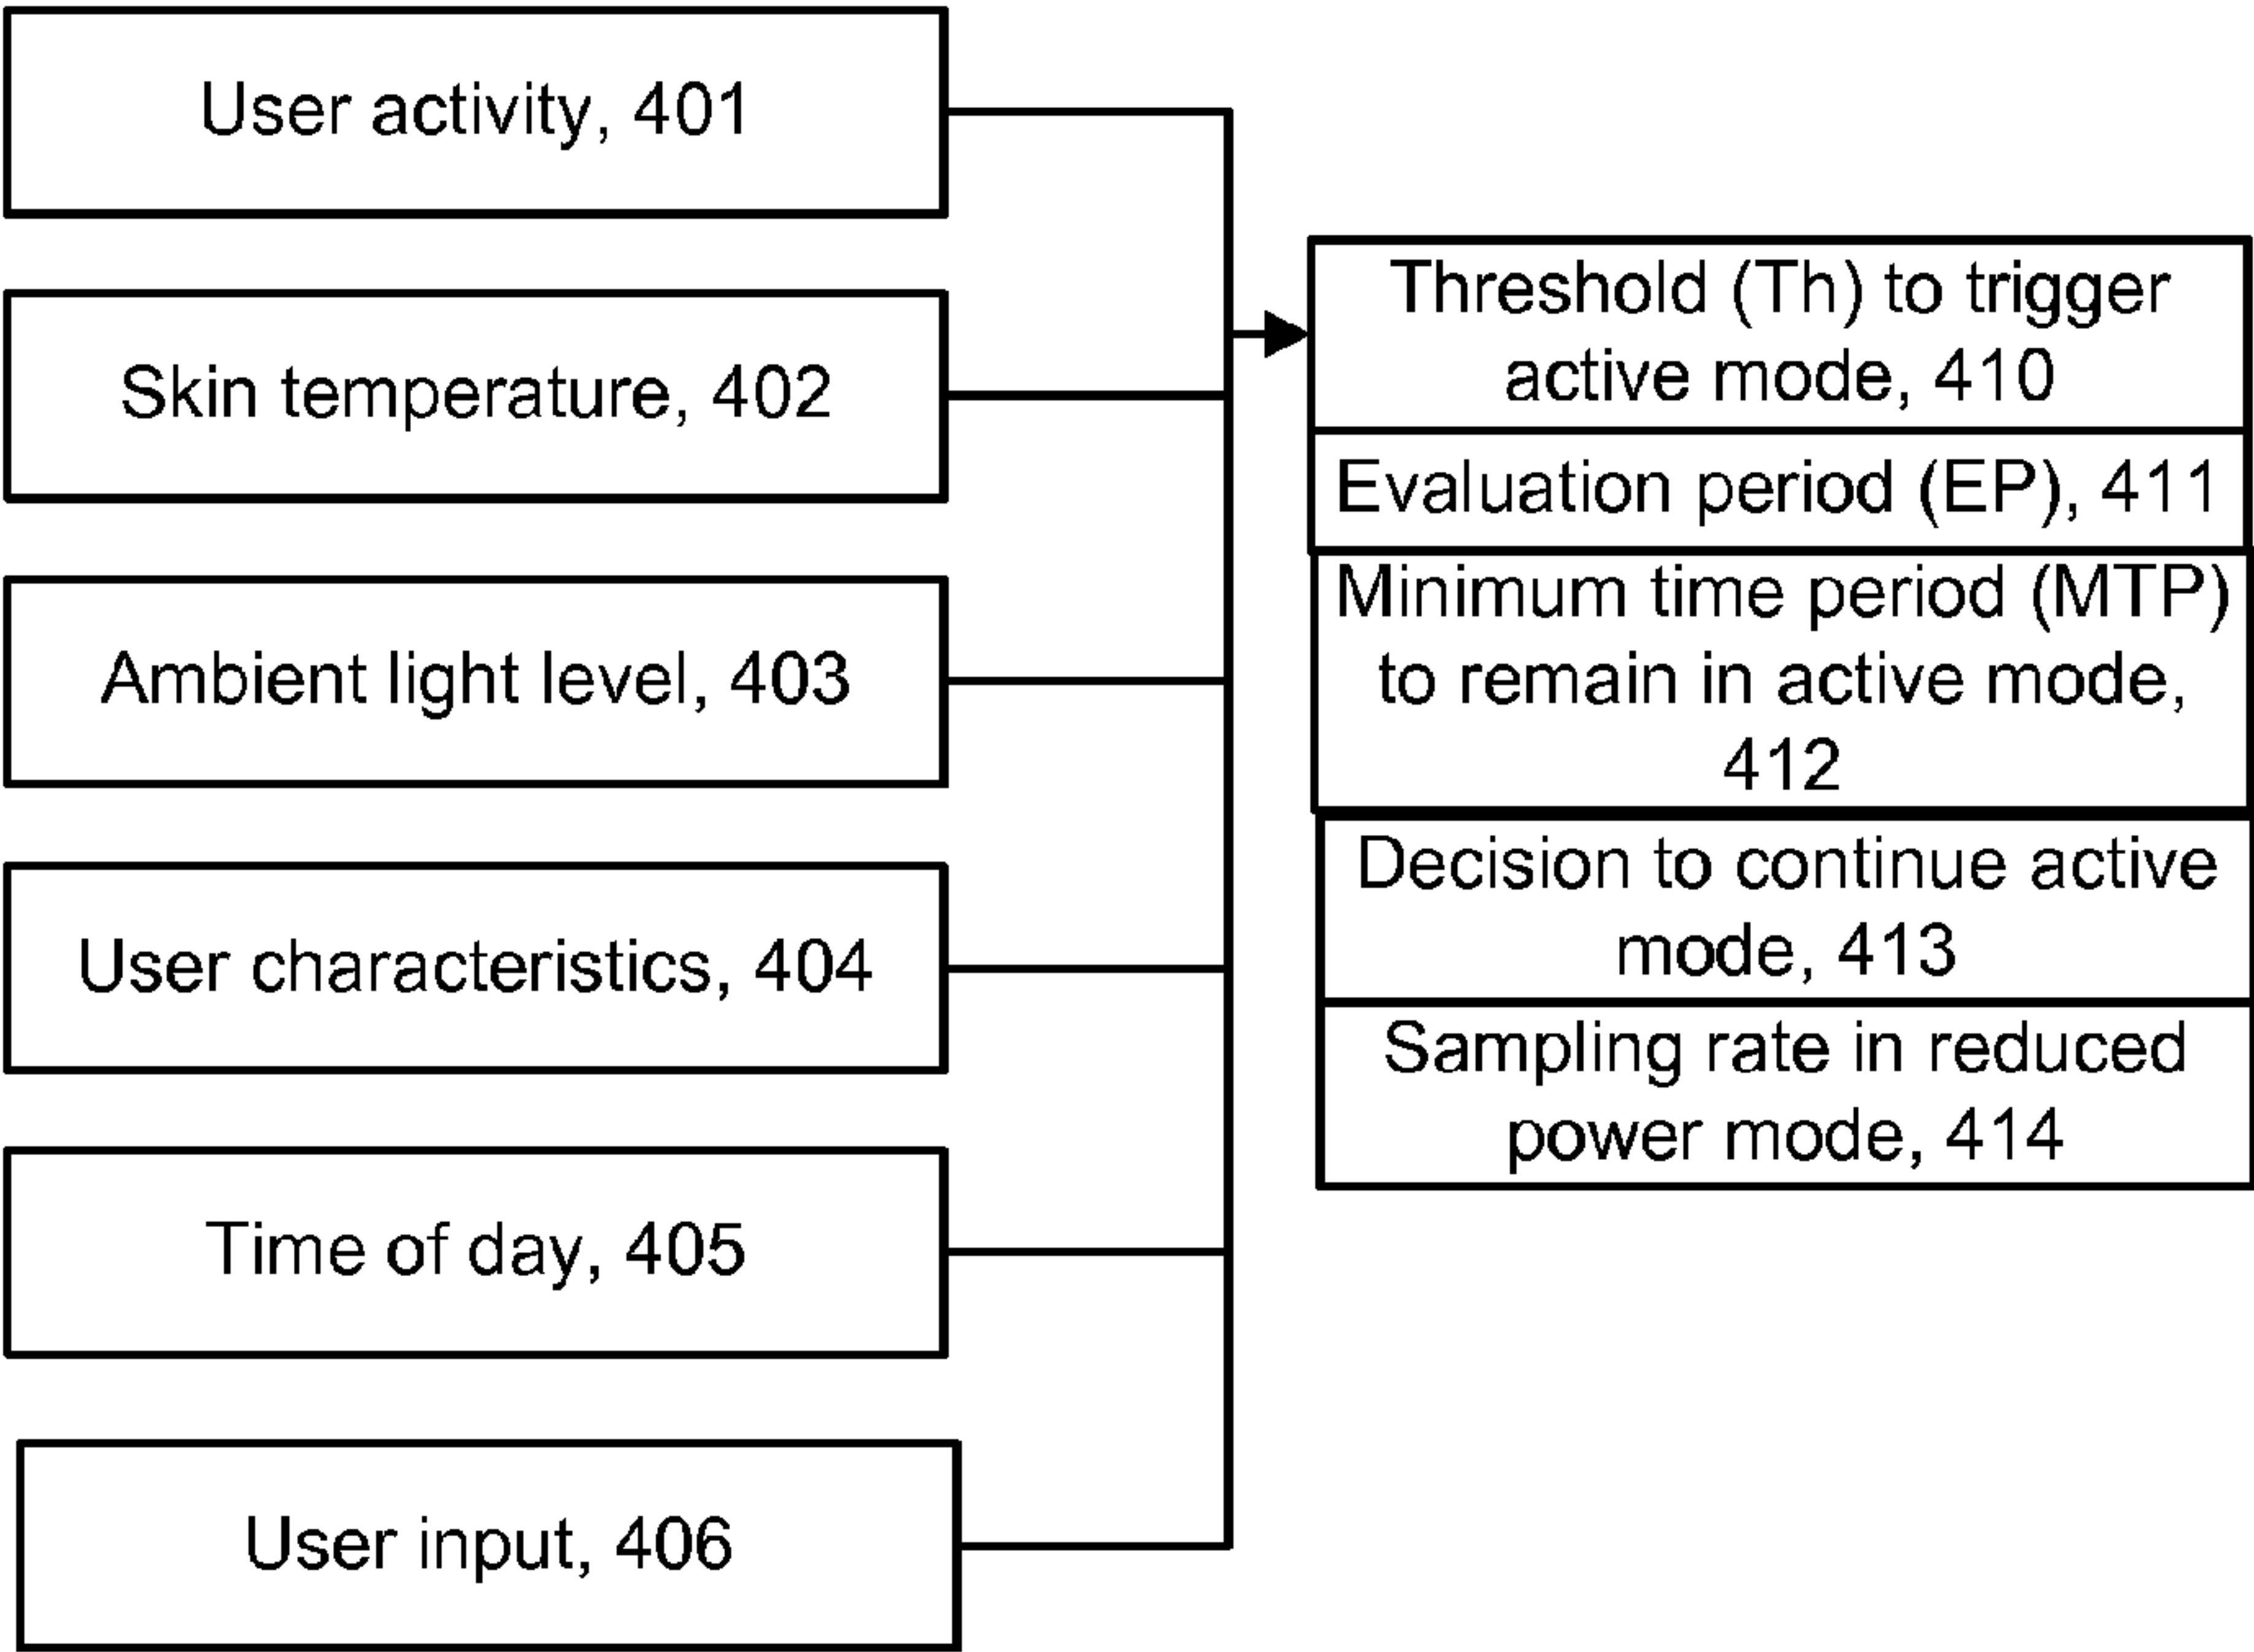 User activity, 401
Skin temperature, 402
Ambient light level, 403
User characteristics, 404
Time of day, 405
User input, 406
Threshold (Th) to trigger
active mode, 410
Evaluation period (EP), 411
Minimum time period (MTP)
to remain in active mode,
412
Decision to continue active
mode, 413
Sampling rate in reduced
power mode, 414